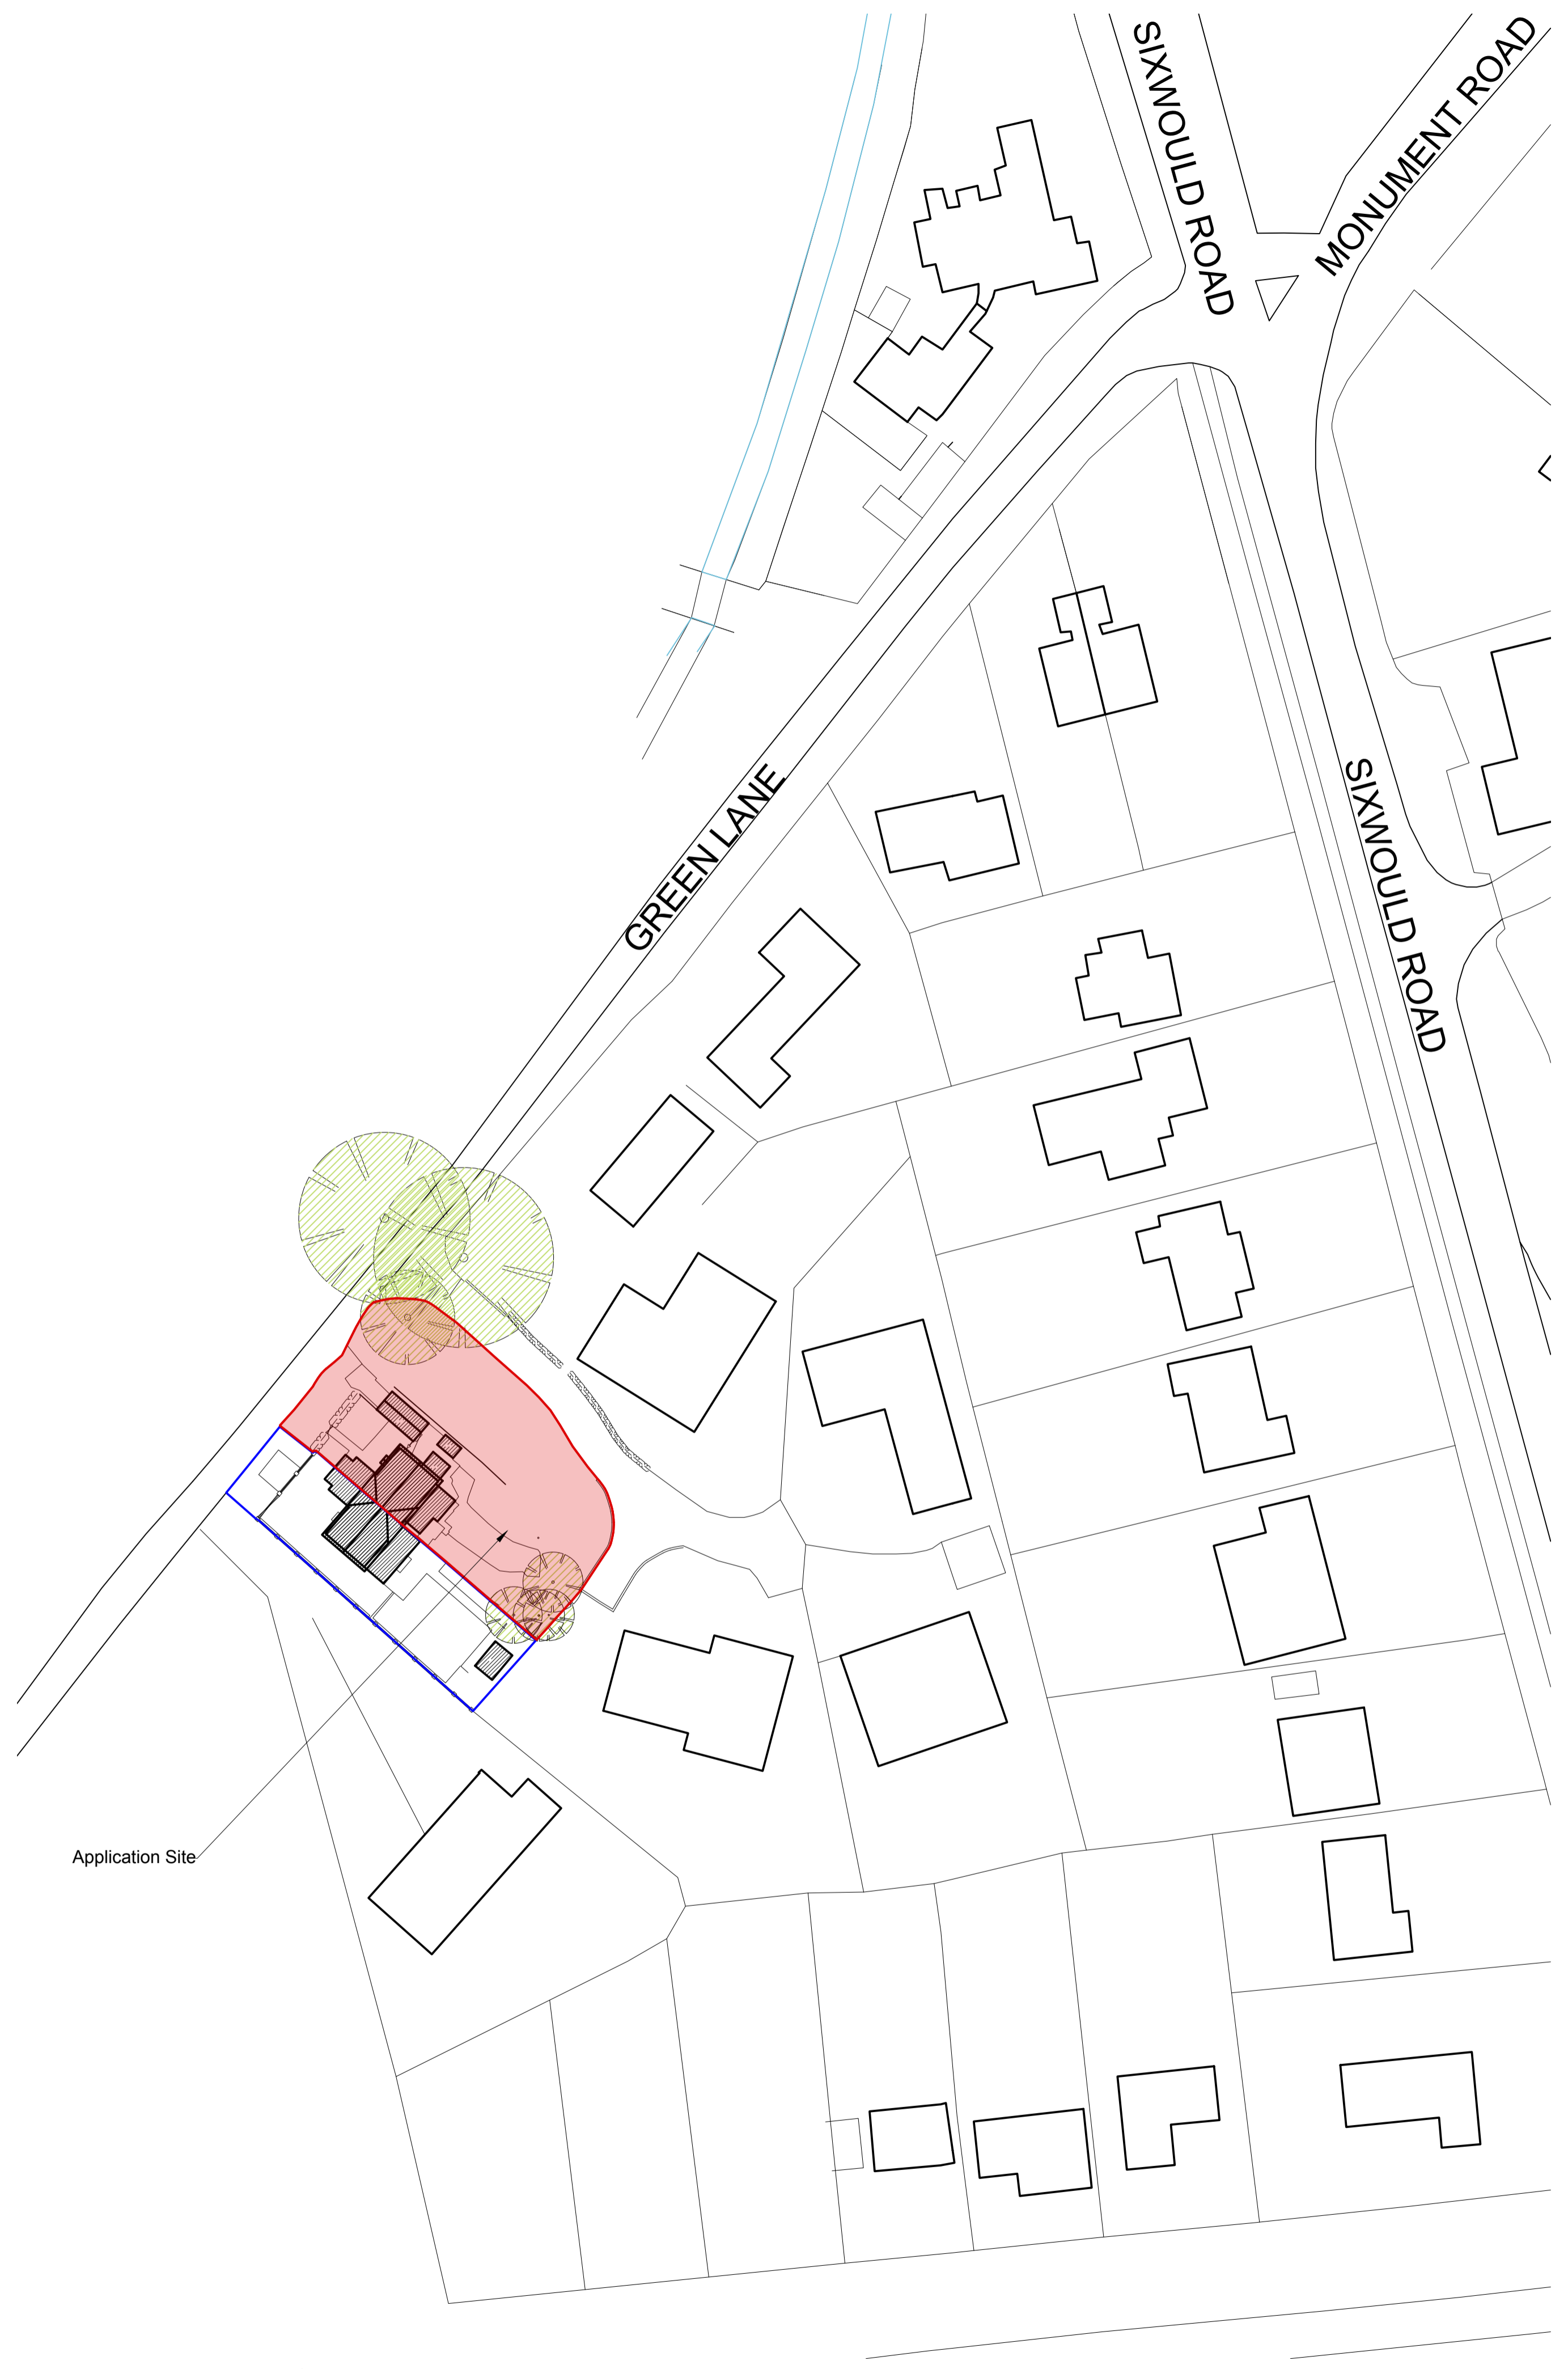 SIXWOULD ROAD
MONUMENT ROAD
GREEN LANE
SIXWOULD ROAD
Application Site